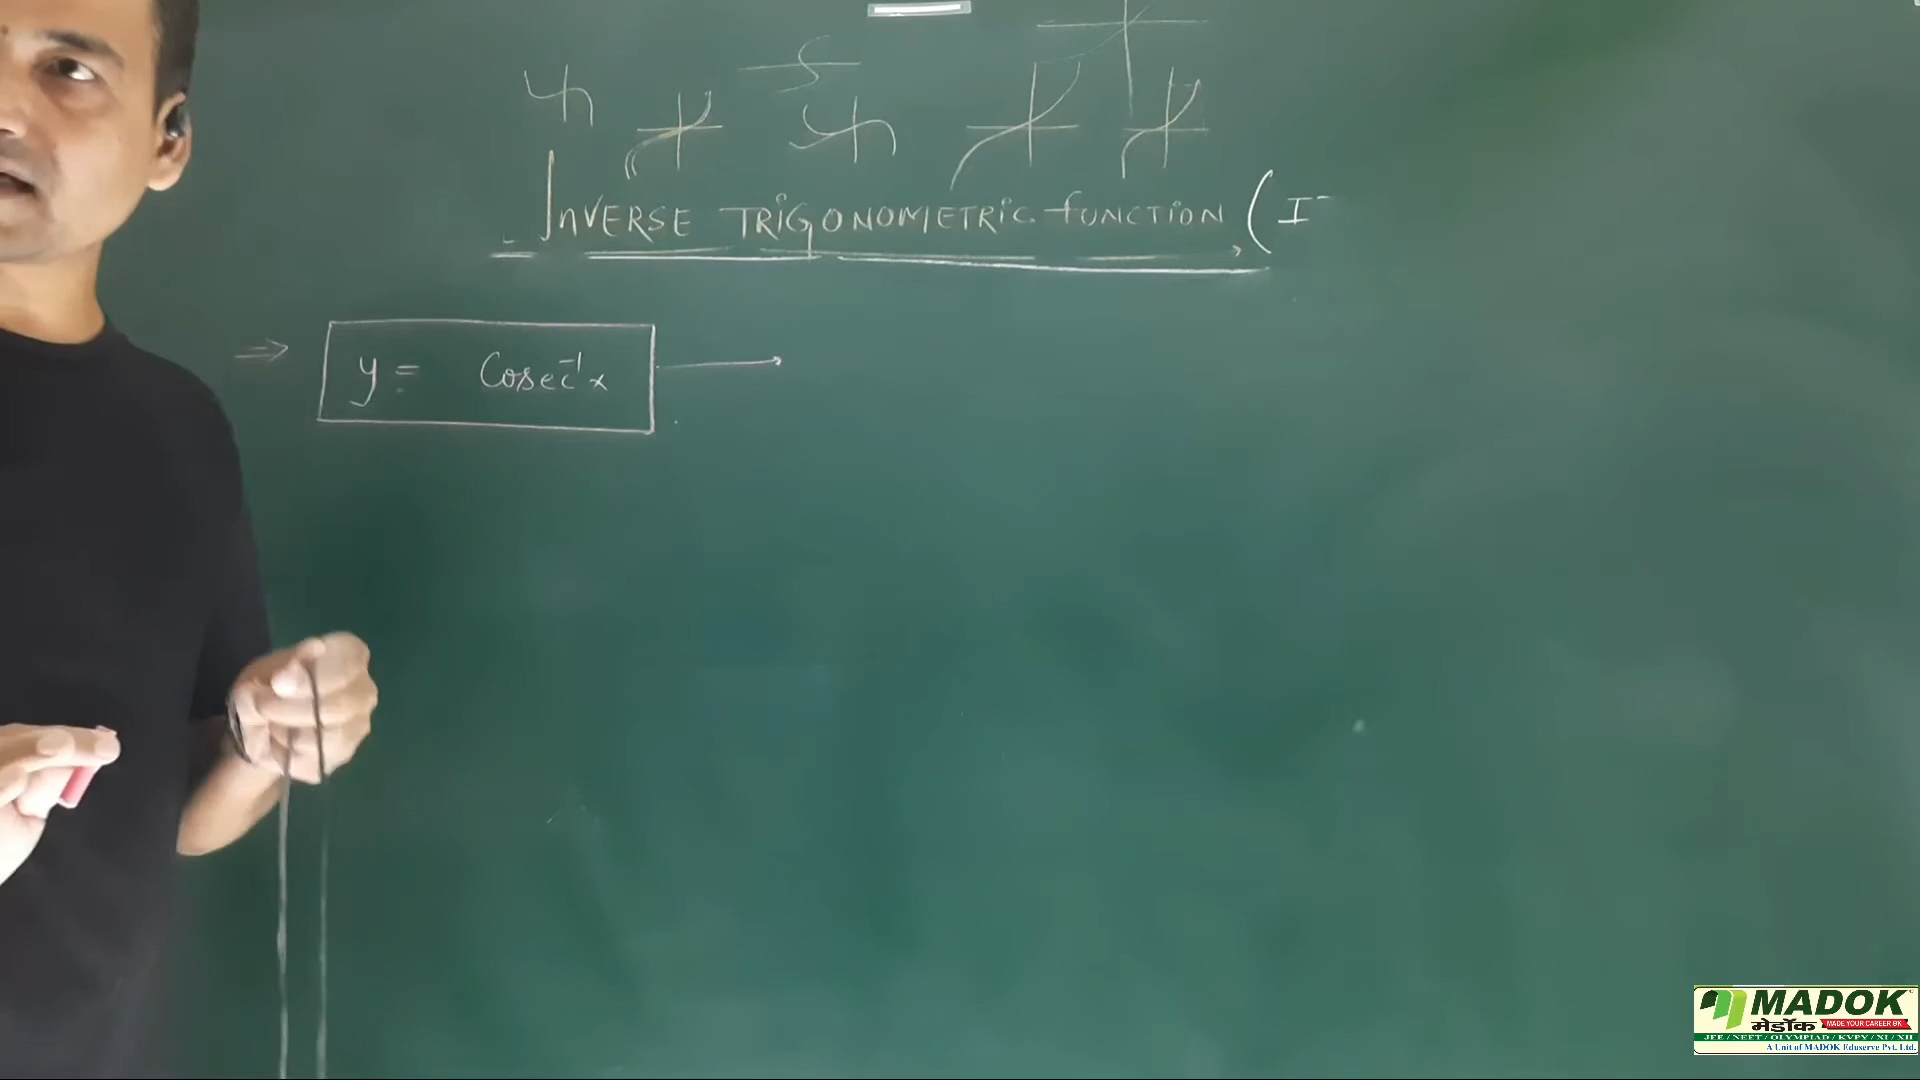 INVERSE TRIGONOMETRIC FUNCTION (I
⇒ y = Cosec⁻¹x →
MADOK
मेडॉक MADE YOUR CAREER OK
JEE / NEET / OLYMPIAD / KVPY / XI / XII
A Unit of MADOK Eduserve Pvt. Ltd.